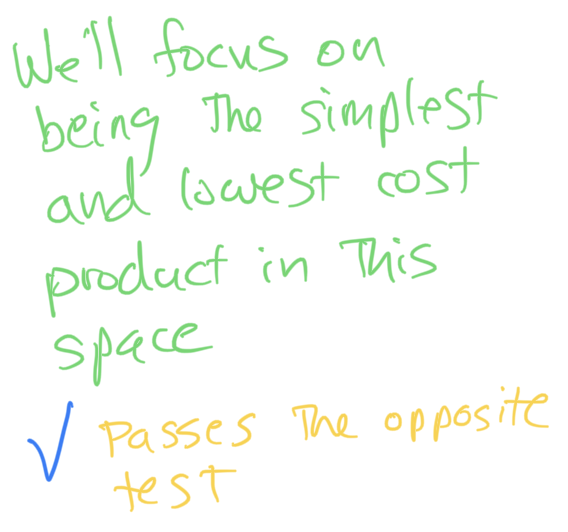 We'll focus on
being The simplest
and lowest cost
product in This
space
✓ Passes The opposite
test